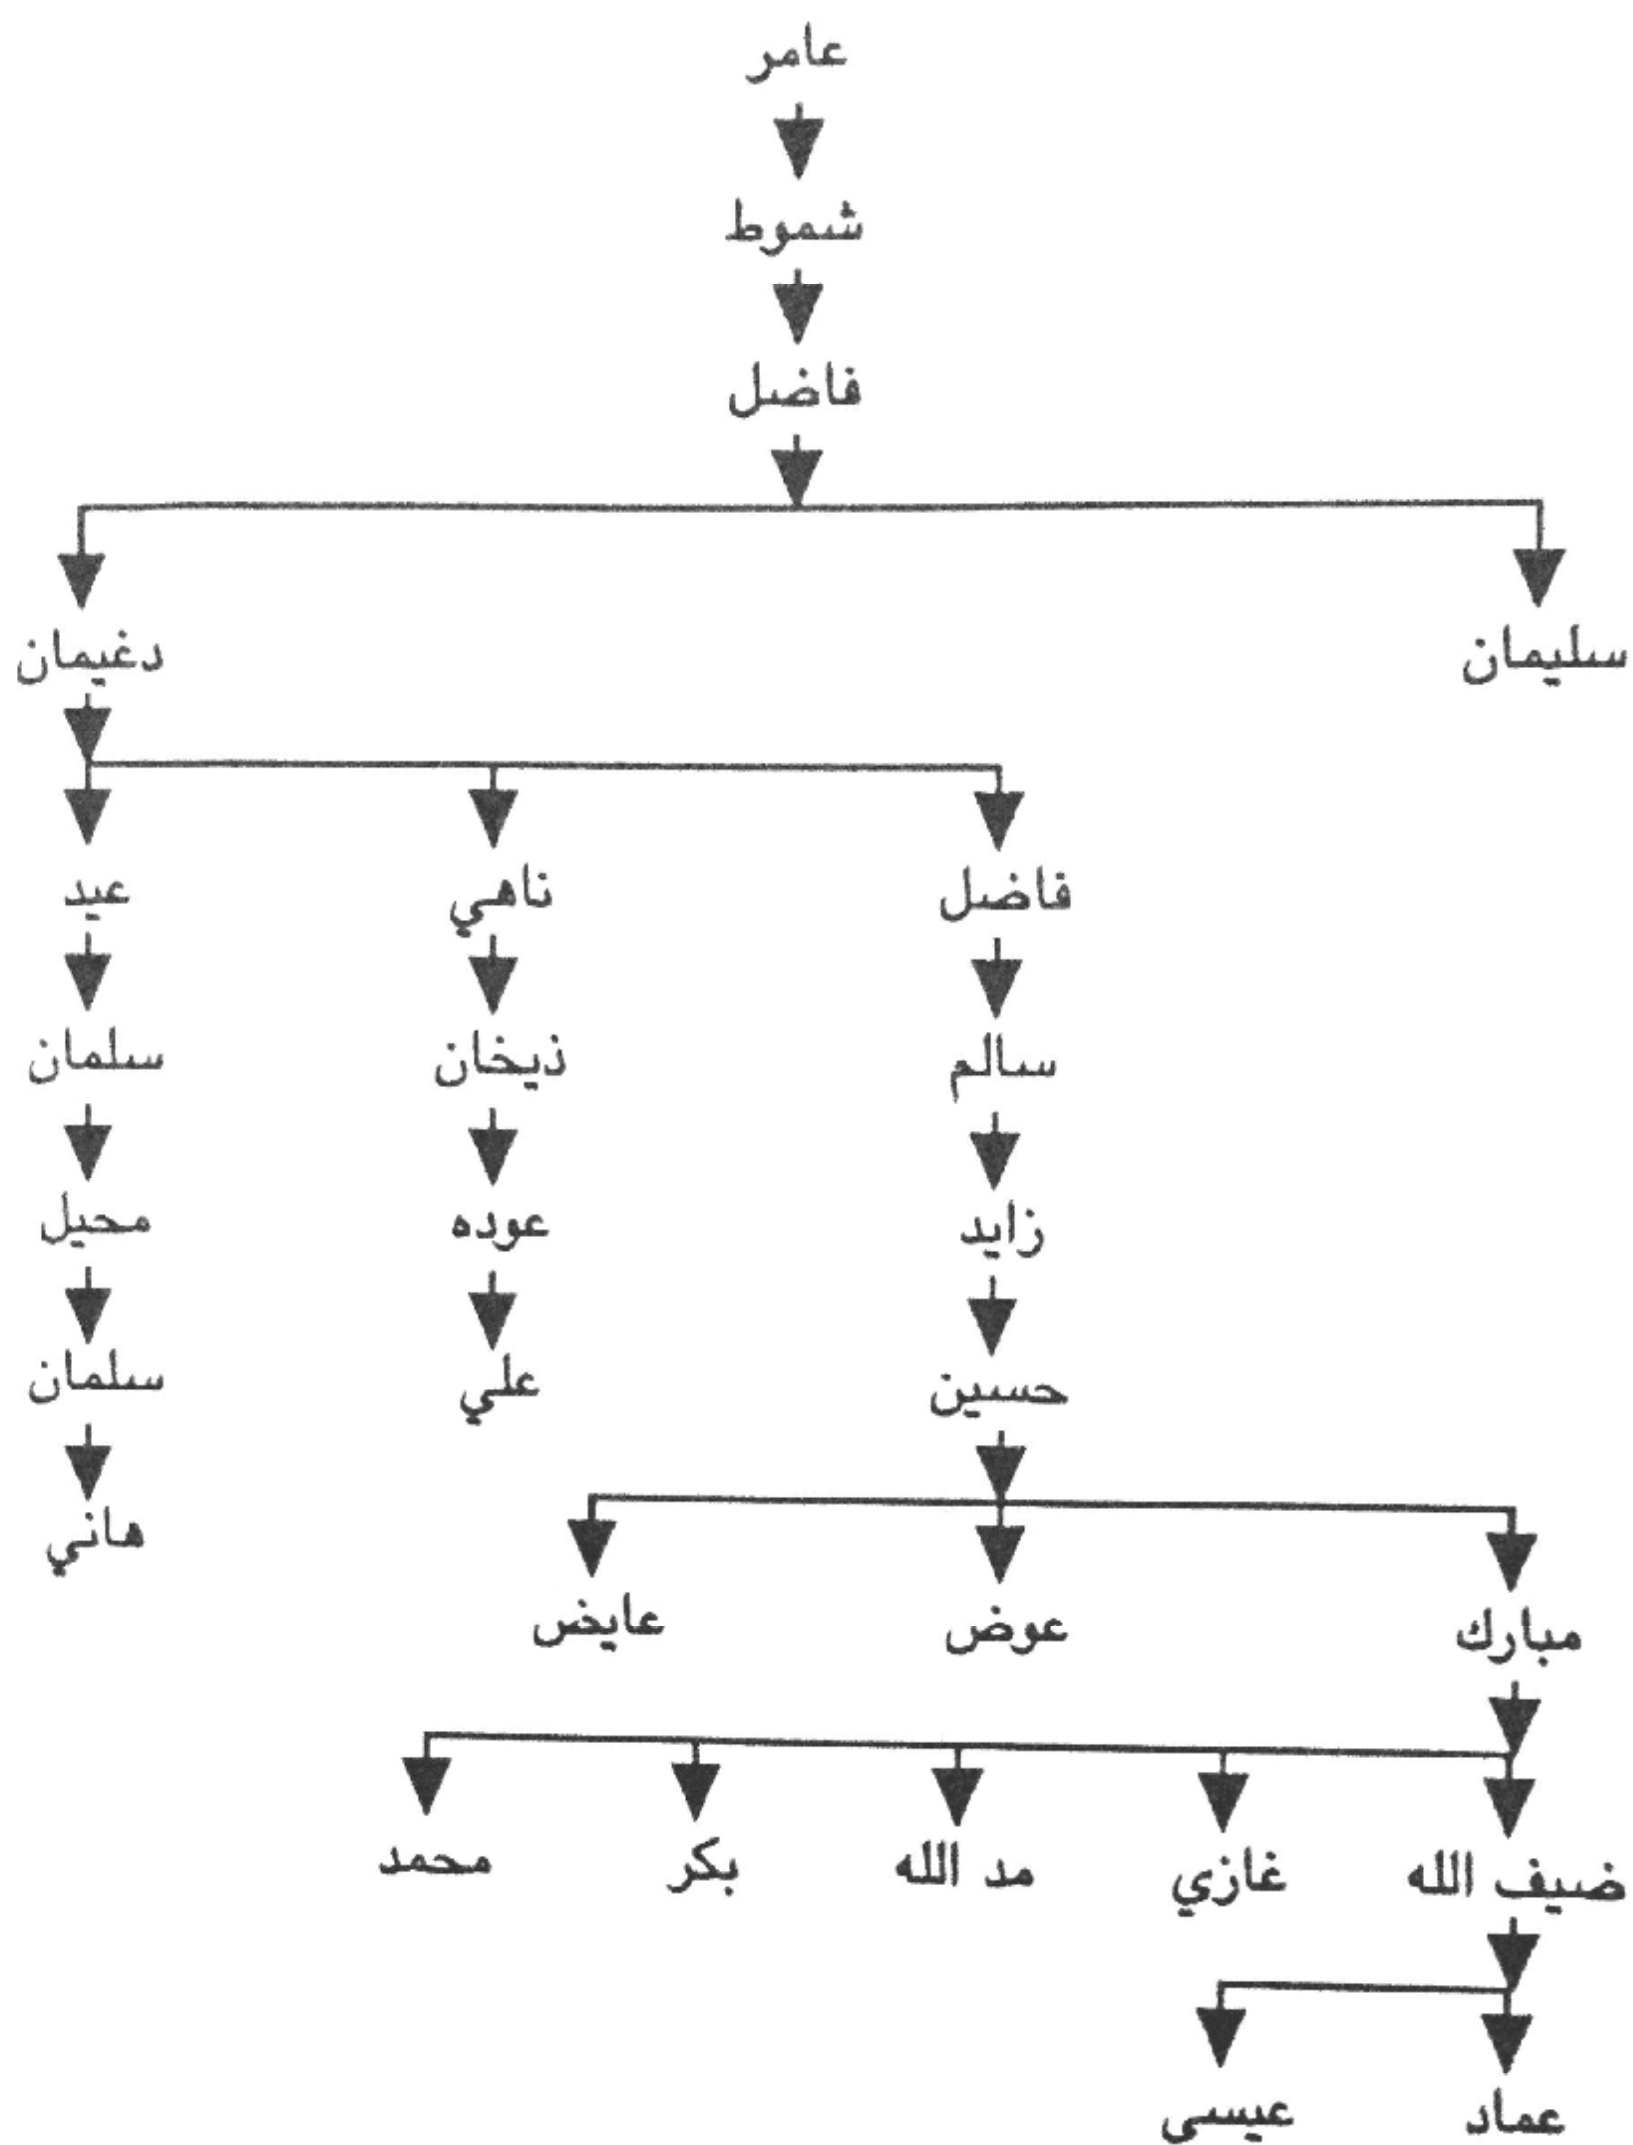 عامر
شموط
فاضل
سليمان دغيمان
فاضل ناهي عيد
سالم ذيخان سلمان
زايد عوده محيل
حسين علي سلمان
هاني
مبارك عوض عايض
ضيف الله غازي مد الله بكر محمد
عماد عيسى